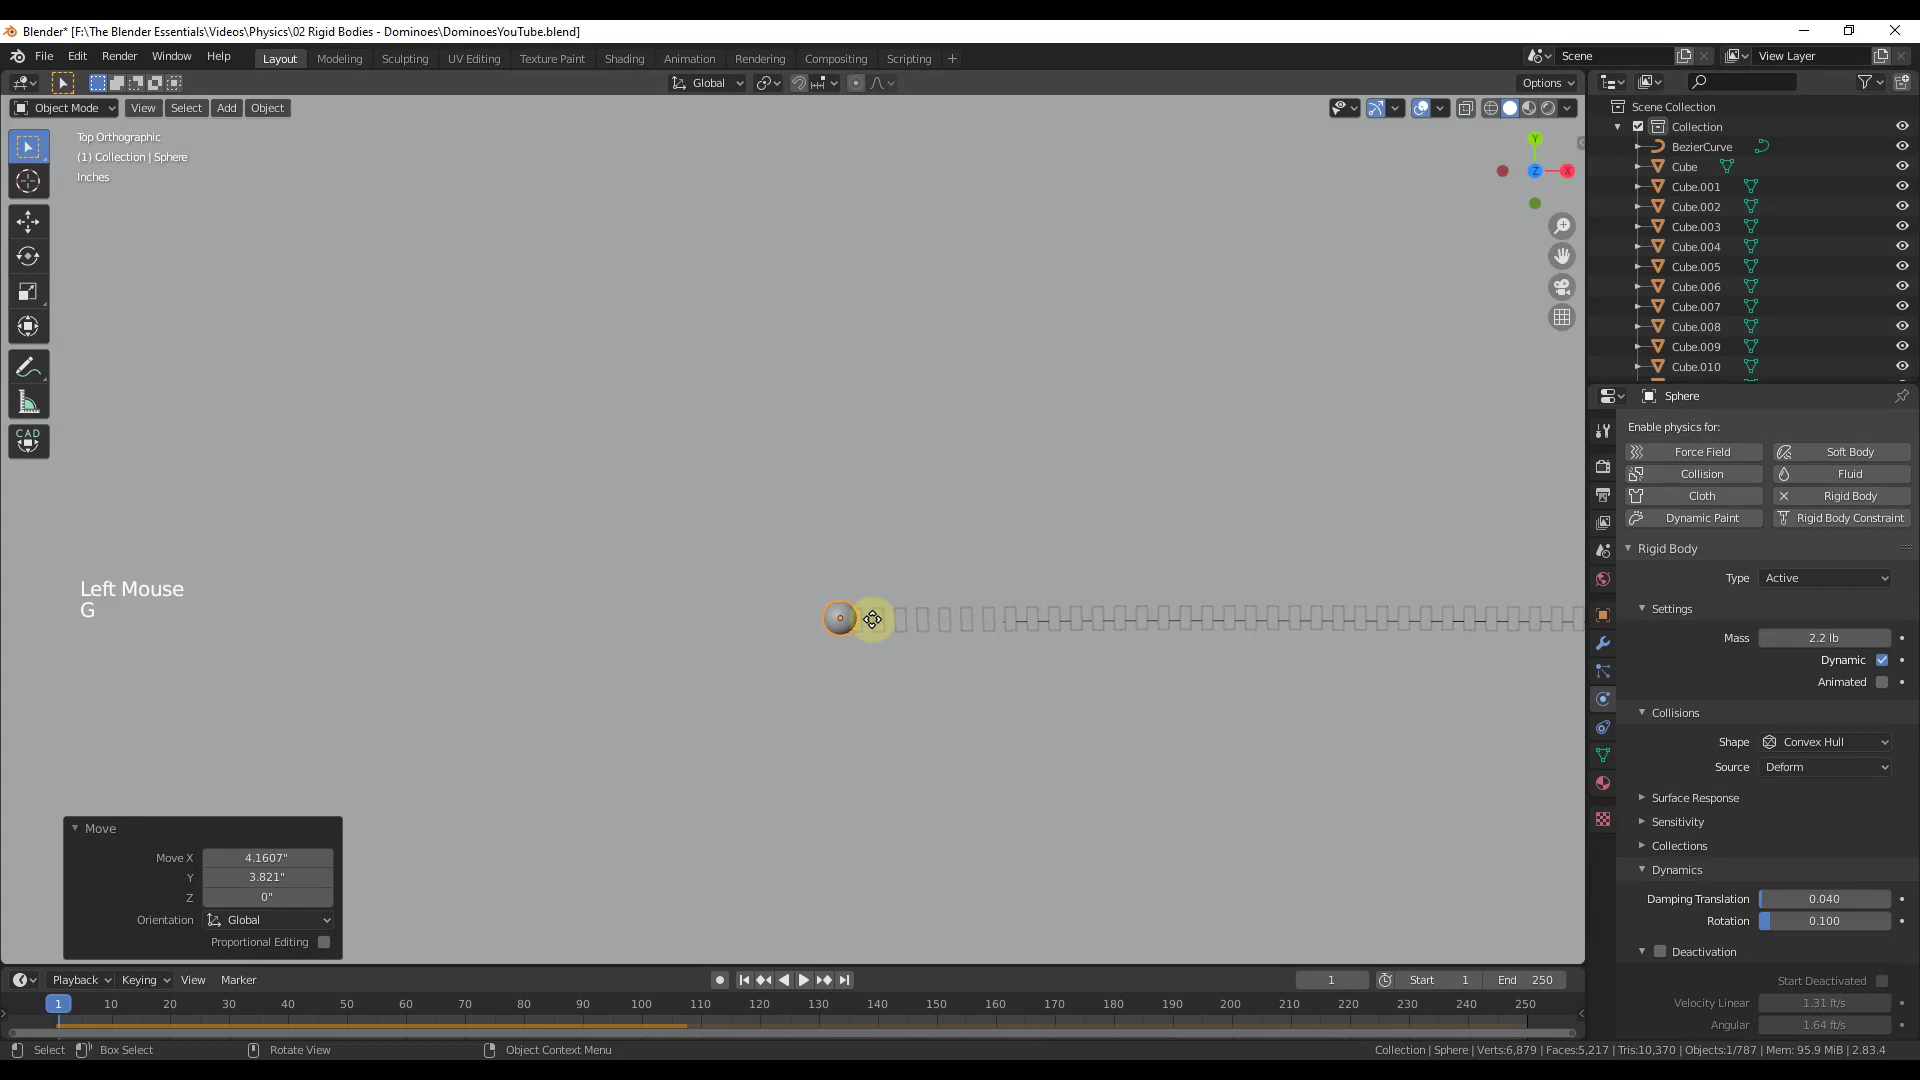 Blender* [F:\The Blender Essentials\Videos\Physics\02 Rigid Bodies - Dominoes\DominoesYouTube.blend]
File Edit Render Window Help Layout Modeling Sculpting UV Editing Texture Paint Shading Animation Rendering Compositing Scripting + Scene View Layer
Global Options
Object Mode View Select Add Object
Top Orthographic
(1) Collection | Sphere
Inches
Y
Z X
CAD
Left Mouse
G
Move
Move X 4.1607"
Y 3.821"
Z 0"
Orientation Global
Proportional Editing
Scene Collection
Collection
BezierCurve
Cube
Cube.001
Cube.002
Cube.003
Cube.004
Cube.005
Cube.006
Cube.007
Cube.008
Cube.009
Cube.010
Sphere
Enable physics for:
Force Field Soft Body
Collision Fluid
Cloth Rigid Body
Dynamic Paint Rigid Body Constraint
Rigid Body
Type Active
Settings
Mass 2.2 lb
Dynamic
Animated
Collisions
Shape Convex Hull
Source Deform
Surface Response
Sensitivity
Collections
Dynamics
Damping Translation 0.040
Rotation 0.100
Deactivation
Start Deactivated
Velocity Linear 1.31 ft/s
Angular 1.64 ft/s
Playback Keying View Marker 1 Start 1 End 250
1 10 20 30 40 50 60 70 80 90 100 110 120 130 140 150 160 170 180 190 200 210 220 230 240 250
Select Box Select Rotate View Object Context Menu Collection | Sphere | Verts:6,879 | Faces:5,217 | Tris:10,370 | Objects:1/787 | Mem: 95.9 MiB | 2.83.4